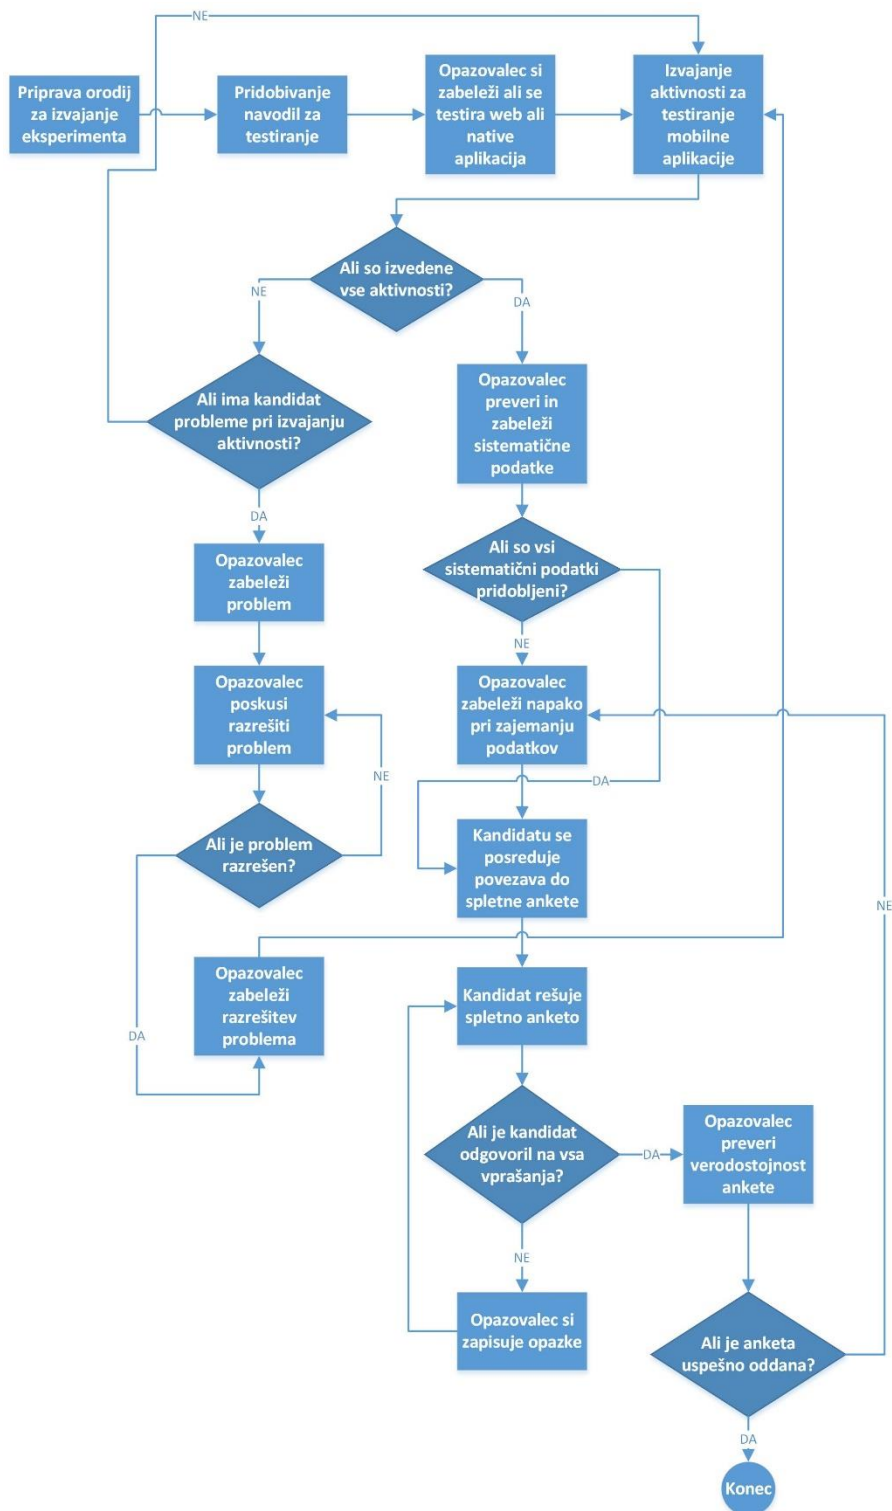 NE
Priprava orodij
za izvajanje
eksperimenta
Pridobivanje
navodil za
testiranje
Opazovalec si
zabeleži ali se
testira web ali
native
aplikacija
Izvajanje
aktivnosti za
testiranje
mobilne
aplikacije
Ali so izvedene
vse aktivnosti?
NE
DA
Ali ima kandidat
probleme pri izvajanju
aktivnosti?
Opazovalec
preveri in
zabeleži
sistematične
podatke
DA
Opazovalec
zabeleži
problem
Ali so vsi
sistematični podatki
pridobljeni?
NE
Opazovalec
poskusi
razrešiti
problem
Opazovalec
zabeleži napako
pri zajemanju
podatkov
NE
DA
Ali je problem
razrešen?
Kandidatu se
posreduje
povezava do
spletne ankete
NE
Opazovalec
zabeleži
razrešitev
problema
DA
Kandidat rešuje
spletno anketo
Ali je kandidat
odgovoril na vsa
vprašanja?
DA
Opazovalec
preveri
verodostojnost
ankete
NE
Opazovalec si
zapisuje opazke
Ali je anketa
uspešno oddana?
DA
Konec